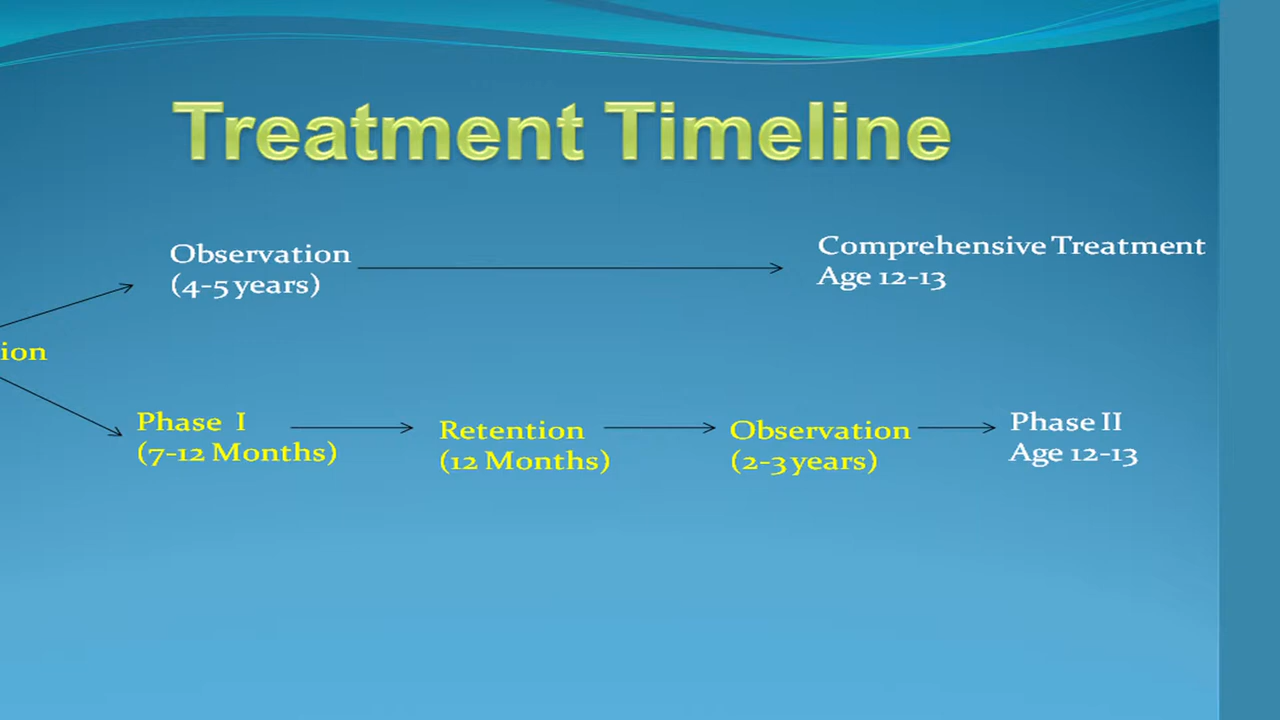 Treatment Timeline
Observation
(4-5 years)
Comprehensive Treatment
Age 12-13
Phase I
(7-12 Months)
Retention
(12 Months)
Observation
(2-3 years)
Phase II
Age 12-13